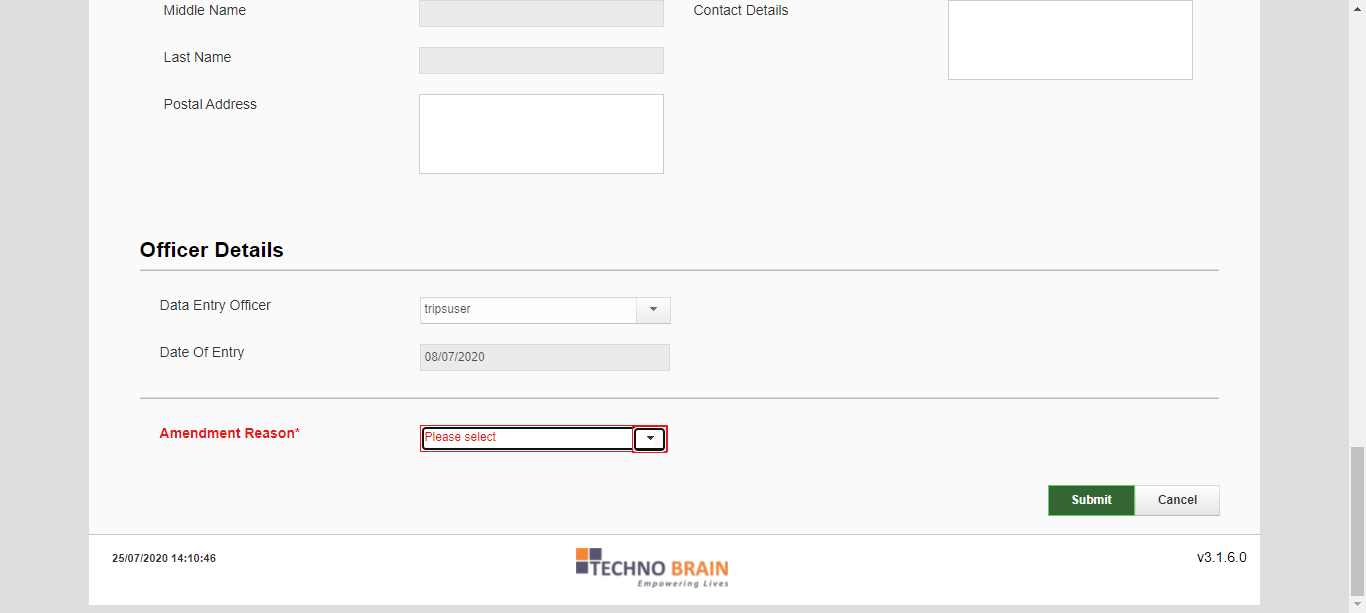 Middle Name
Contact Details
Last Name
Postal Address
Officer Details
Data Entry Officer
tripsuser
Date Of Entry
08/07/2020
Amendment Reason*
Please select
Submit
Cancel
25/07/2020 14:10:46
TECHNO BRAIN
Empowering Lives
v3.1.6.0